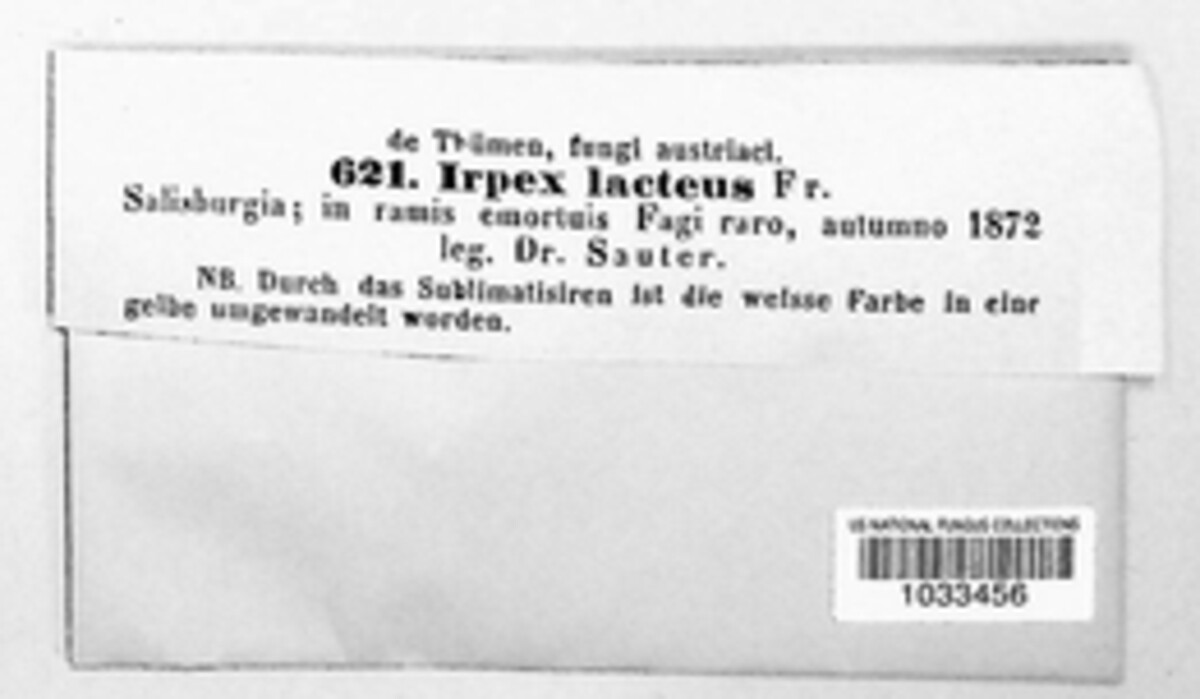 de Thümen, fungi austriaci.
621. Irpex lacteus Fr.
Salisburgia; in ramis emortuis Fagi raro, autumno 1872
leg. Dr. Sauter.
NB. Durch das Sublimatisiren ist die weisse Farbe in eine
gelbe umgewandelt worden.
US NATIONAL FUNGUS COLLECTIONS
1033456